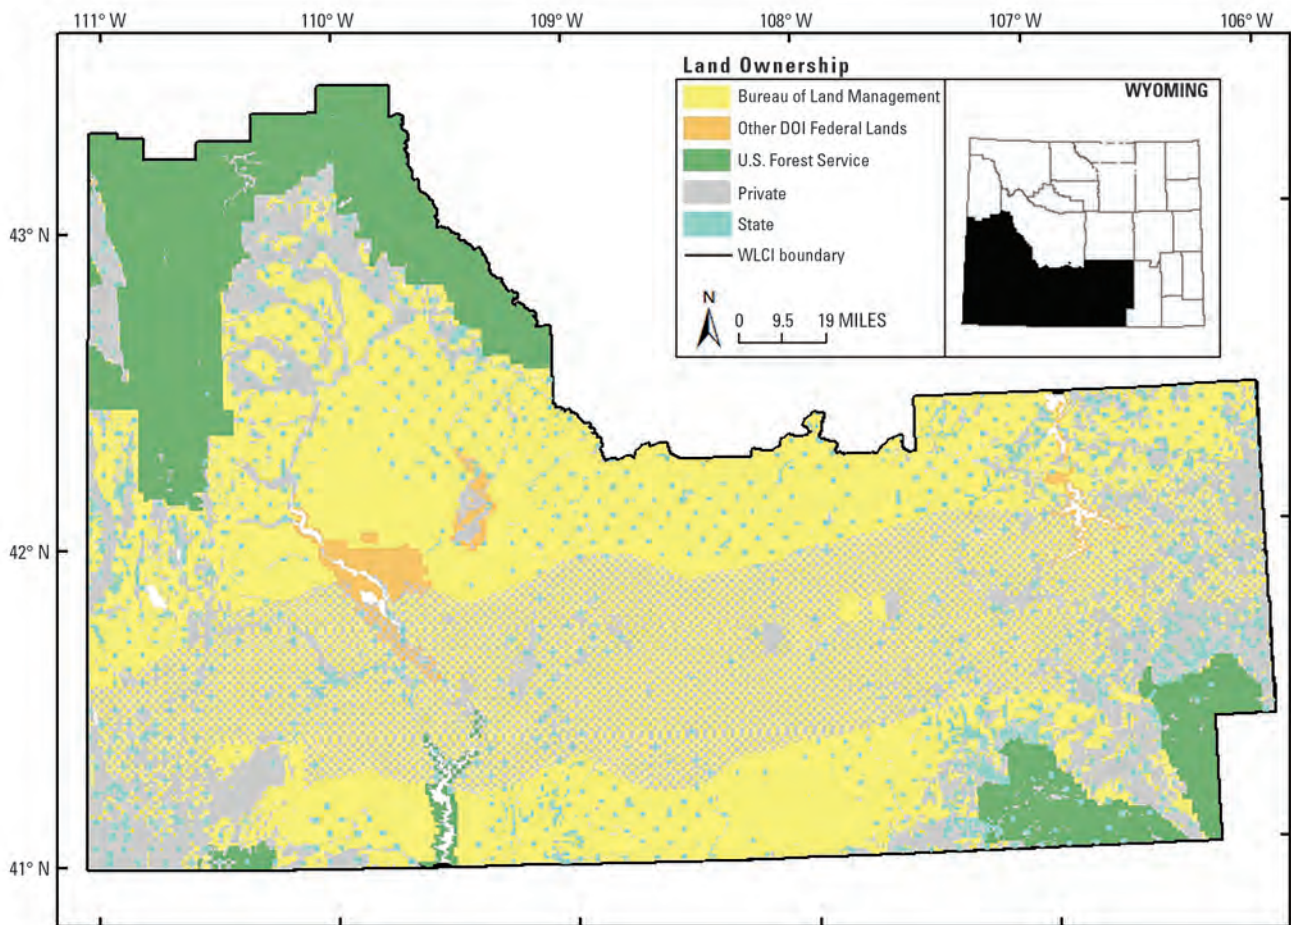 111° W 110° W 109° W 108° W 107° W 106° W
Land Ownership
Bureau of Land Management
Other DOI Federal Lands
U.S. Forest Service
Private
State
WLCI boundary
N
0 9.5 19 MILES
WYOMING
43° N
42° N
41° N